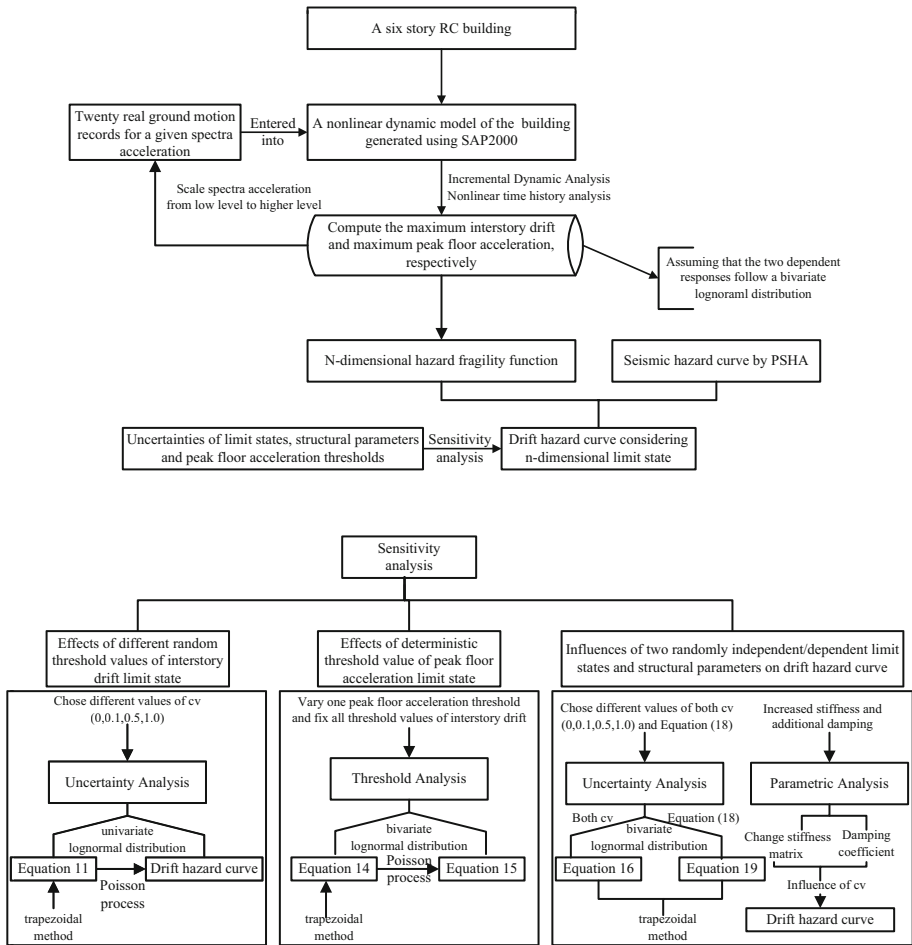 A six story RC building
Twenty real ground motion
records for a given spectra
acceleration
Entered
into
A nonlinear dynamic model of the building
generated using SAP2000
Scale spectra acceleration
from low level to higher level
Incremental Dynamic Analysis
Nonlinear time history analysis
Compute the maximum interstory drift
and maximum peak floor acceleration,
respectively
Assuming that the two dependent
responses follow a bivariate
lognoraml distribution
N-dimensional hazard fragility function
Seismic hazard curve by PSHA
Uncertainties of limit states, structural parameters
and peak floor acceleration thresholds
Sensitivity
analysis
Drift hazard curve considering
n-dimensional limit state
Sensitivity
analysis
Effects of different random
threshold values of interstory
drift limit state
Effects of deterministic
threshold value of peak floor
acceleration limit state
Influences of two randomly independent/dependent limit
states and structural parameters on drift hazard curve
Chose different values of cv
(0,0.1,0.5,1.0)
Uncertainty Analysis
univariate
lognormal distribution
Equation 11
Poisson
process
Drift hazard curve
trapezoidal
method
Vary one peak floor acceleration threshold
and fix all threshold values of interstory drift
Threshold Analysis
bivariate
lognormal distribution
Equation 14
Poisson
process
Equation 15
trapezoidal
method
Chose different values of both cv
(0,0.1,0.5,1.0) and Equation (18)
Uncertainty Analysis
Both cv
Equation (18)
bivariate
lognormal distribution
Equation 16
Equation 19
trapezoidal
method
Increased stiffness and
additional damping
Parametric Analysis
Change stiffness
matrix
Damping
coefficient
Influence of cv
Drift hazard curve